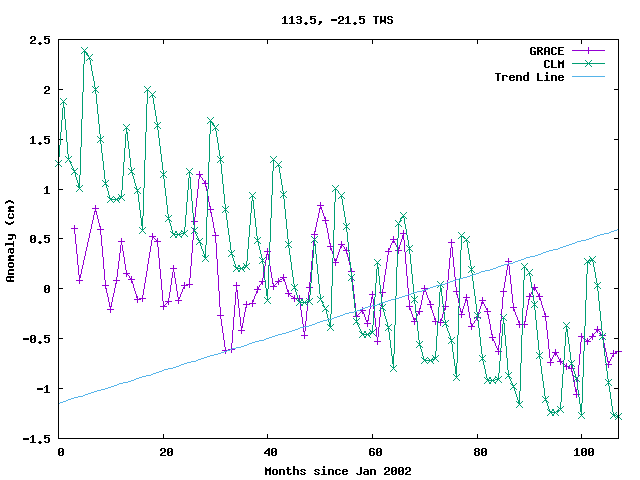 113.5, -21.5 TWS
GRACE
CLM
Trend Line
2.5
2
1.5
1
0.5
0
-0.5
-1
-1.5
Anomaly (cm)
0 20 40 60 80 100
Months since Jan 2002